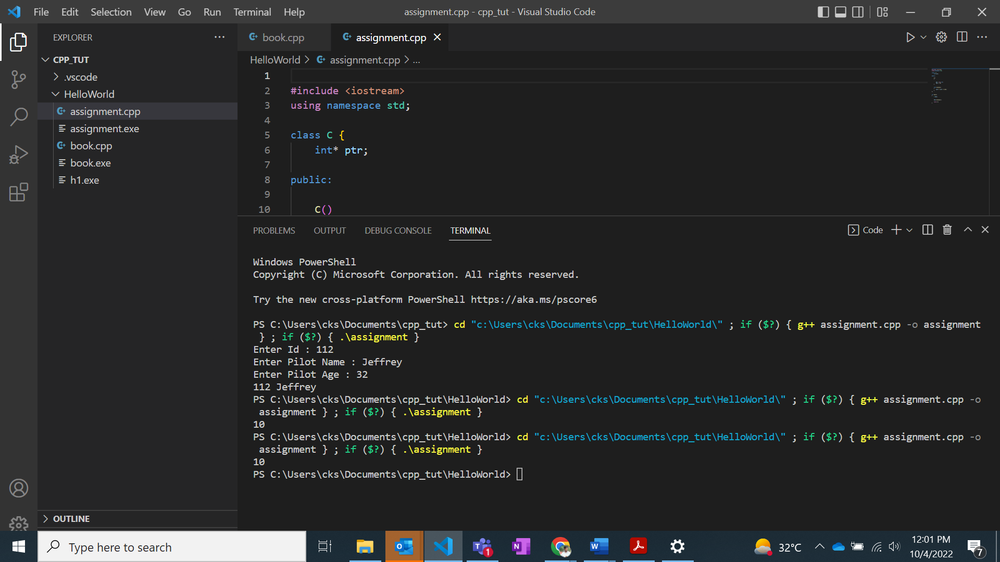 File Edit Selection View Go Run Terminal Help
assignment.cpp - cpp_tut - Visual Studio Code
EXPLORER
CPP_TUT
.vscode
HelloWorld
assignment.cpp
assignment.exe
book.cpp
book.exe
h1.exe
OUTLINE
book.cpp
assignment.cpp
HelloWorld > assignment.cpp > ...
1
2 #include <iostream>
3 using namespace std;
4
5 class C {
6 int* ptr;
7
8 public:
9
10 C()
PROBLEMS OUTPUT DEBUG CONSOLE TERMINAL
Code
Windows PowerShell
Copyright (C) Microsoft Corporation. All rights reserved.
Try the new cross-platform PowerShell https://aka.ms/pscore6
PS C:\Users\cks\Documents\cpp_tut> cd "c:\Users\cks\Documents\cpp_tut\HelloWorld\" ; if ($?) { g++ assignment.cpp -o assignment
} ; if ($?) { .\assignment }
Enter Id : 112
Enter Pilot Name : Jeffrey
Enter Pilot Age : 32
112 Jeffrey
PS C:\Users\cks\Documents\cpp_tut\HelloWorld> cd "c:\Users\cks\Documents\cpp_tut\HelloWorld\" ; if ($?) { g++ assignment.cpp -o
assignment } ; if ($?) { .\assignment }
10
PS C:\Users\cks\Documents\cpp_tut\HelloWorld> cd "c:\Users\cks\Documents\cpp_tut\HelloWorld\" ; if ($?) { g++ assignment.cpp -o
assignment } ; if ($?) { .\assignment }
10
PS C:\Users\cks\Documents\cpp_tut\HelloWorld>
Type here to search
1
32°C
12:01 PM
10/4/2022
7